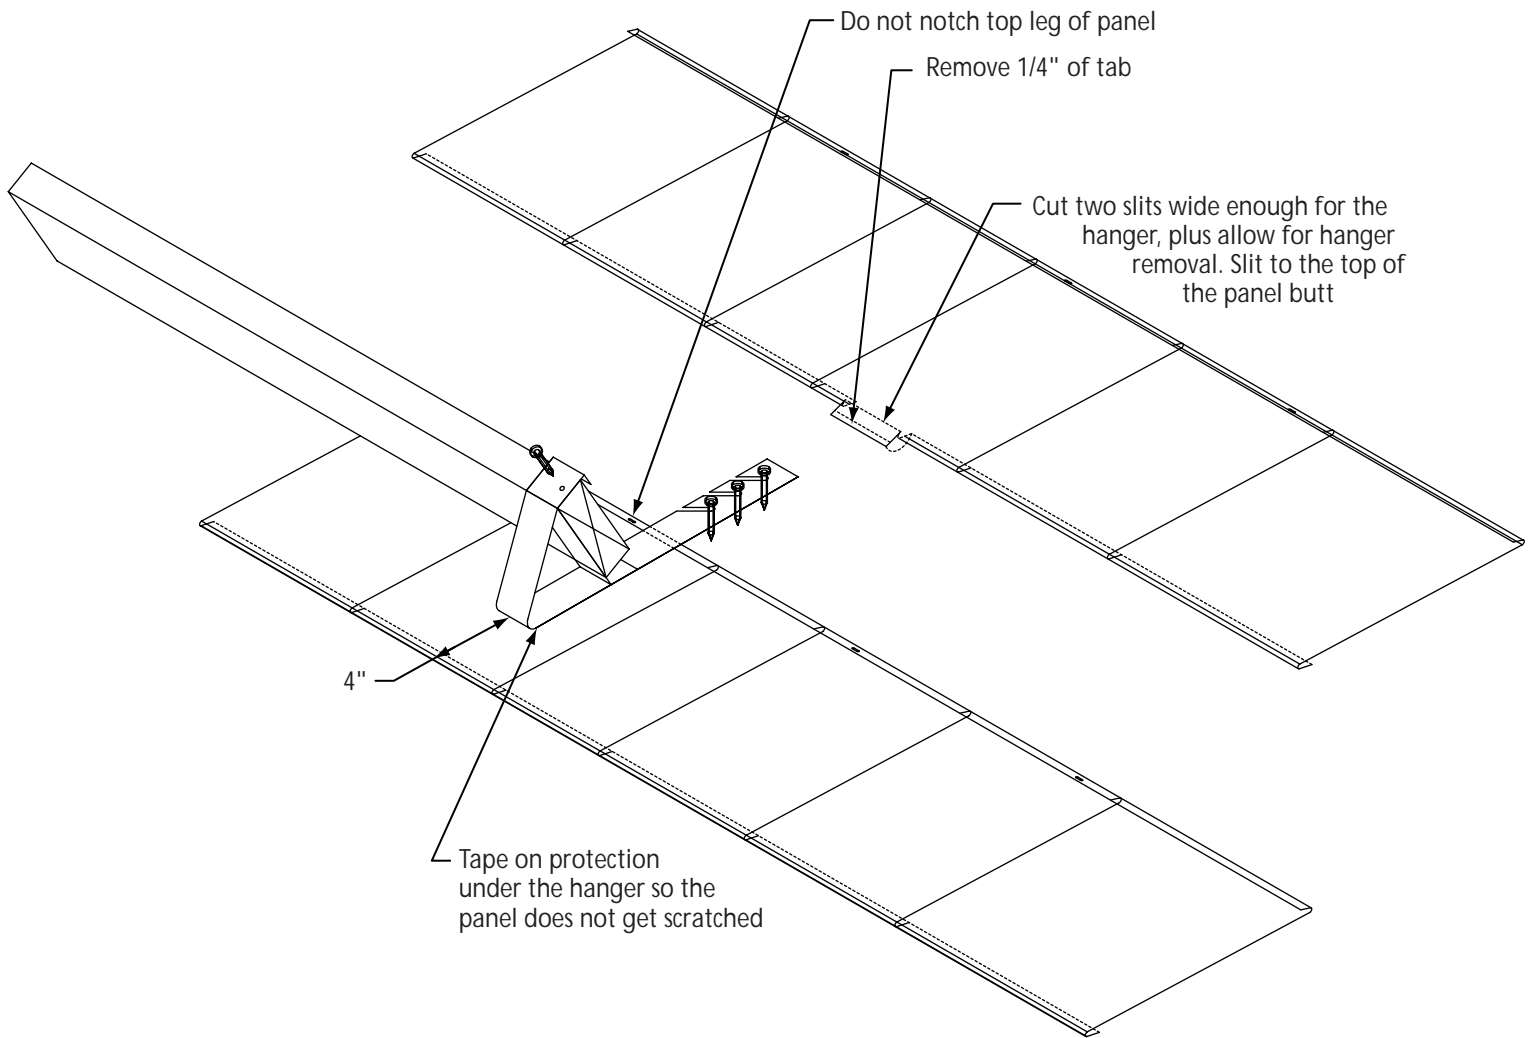 Do not notch top leg of panel
Remove 1/4" of tab
Cut two slits wide enough for the
hanger, plus allow for hanger
removal. Slit to the top of
the panel butt
4"
Tape on protection
under the hanger so the
panel does not get scratched